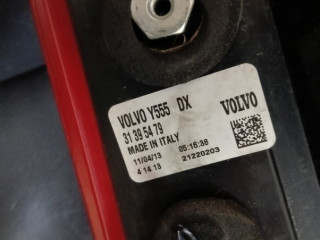 VOLVO Y555 DX VOLVO
31 39 54 79
MADE IN ITALY
11/04/13 05:15:38
4 14 13 21220203